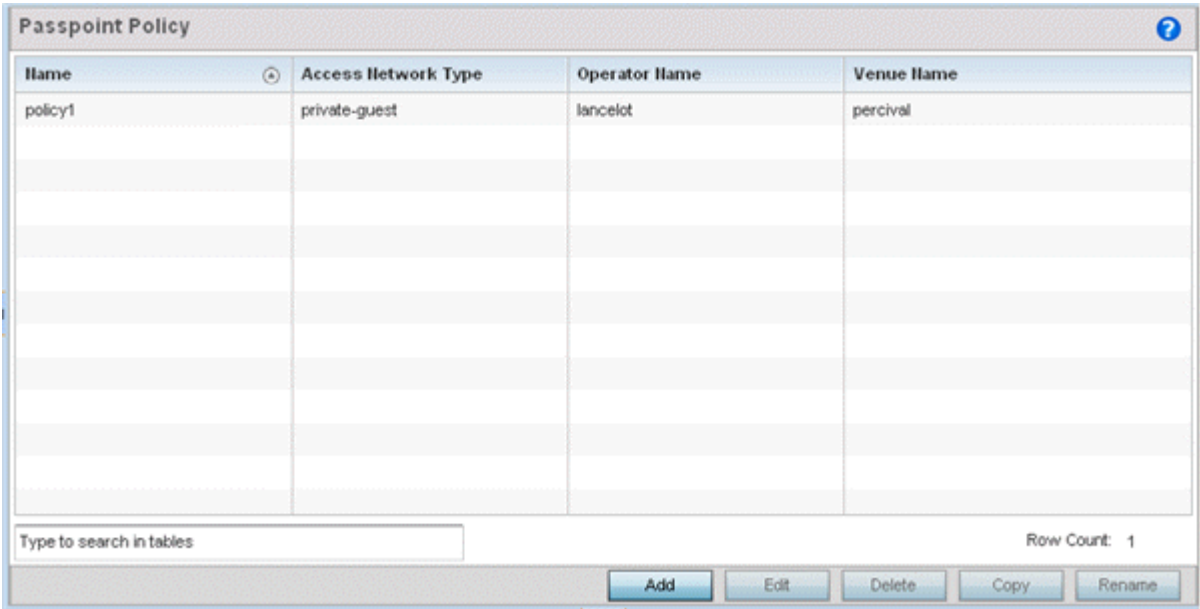 Passpoint Policy
Name Access Network Type Operator Name Venue Name
policy1 private-guest lancelot percival
Type to search in tables Row Count: 1
Add Edit Delete Copy Rename